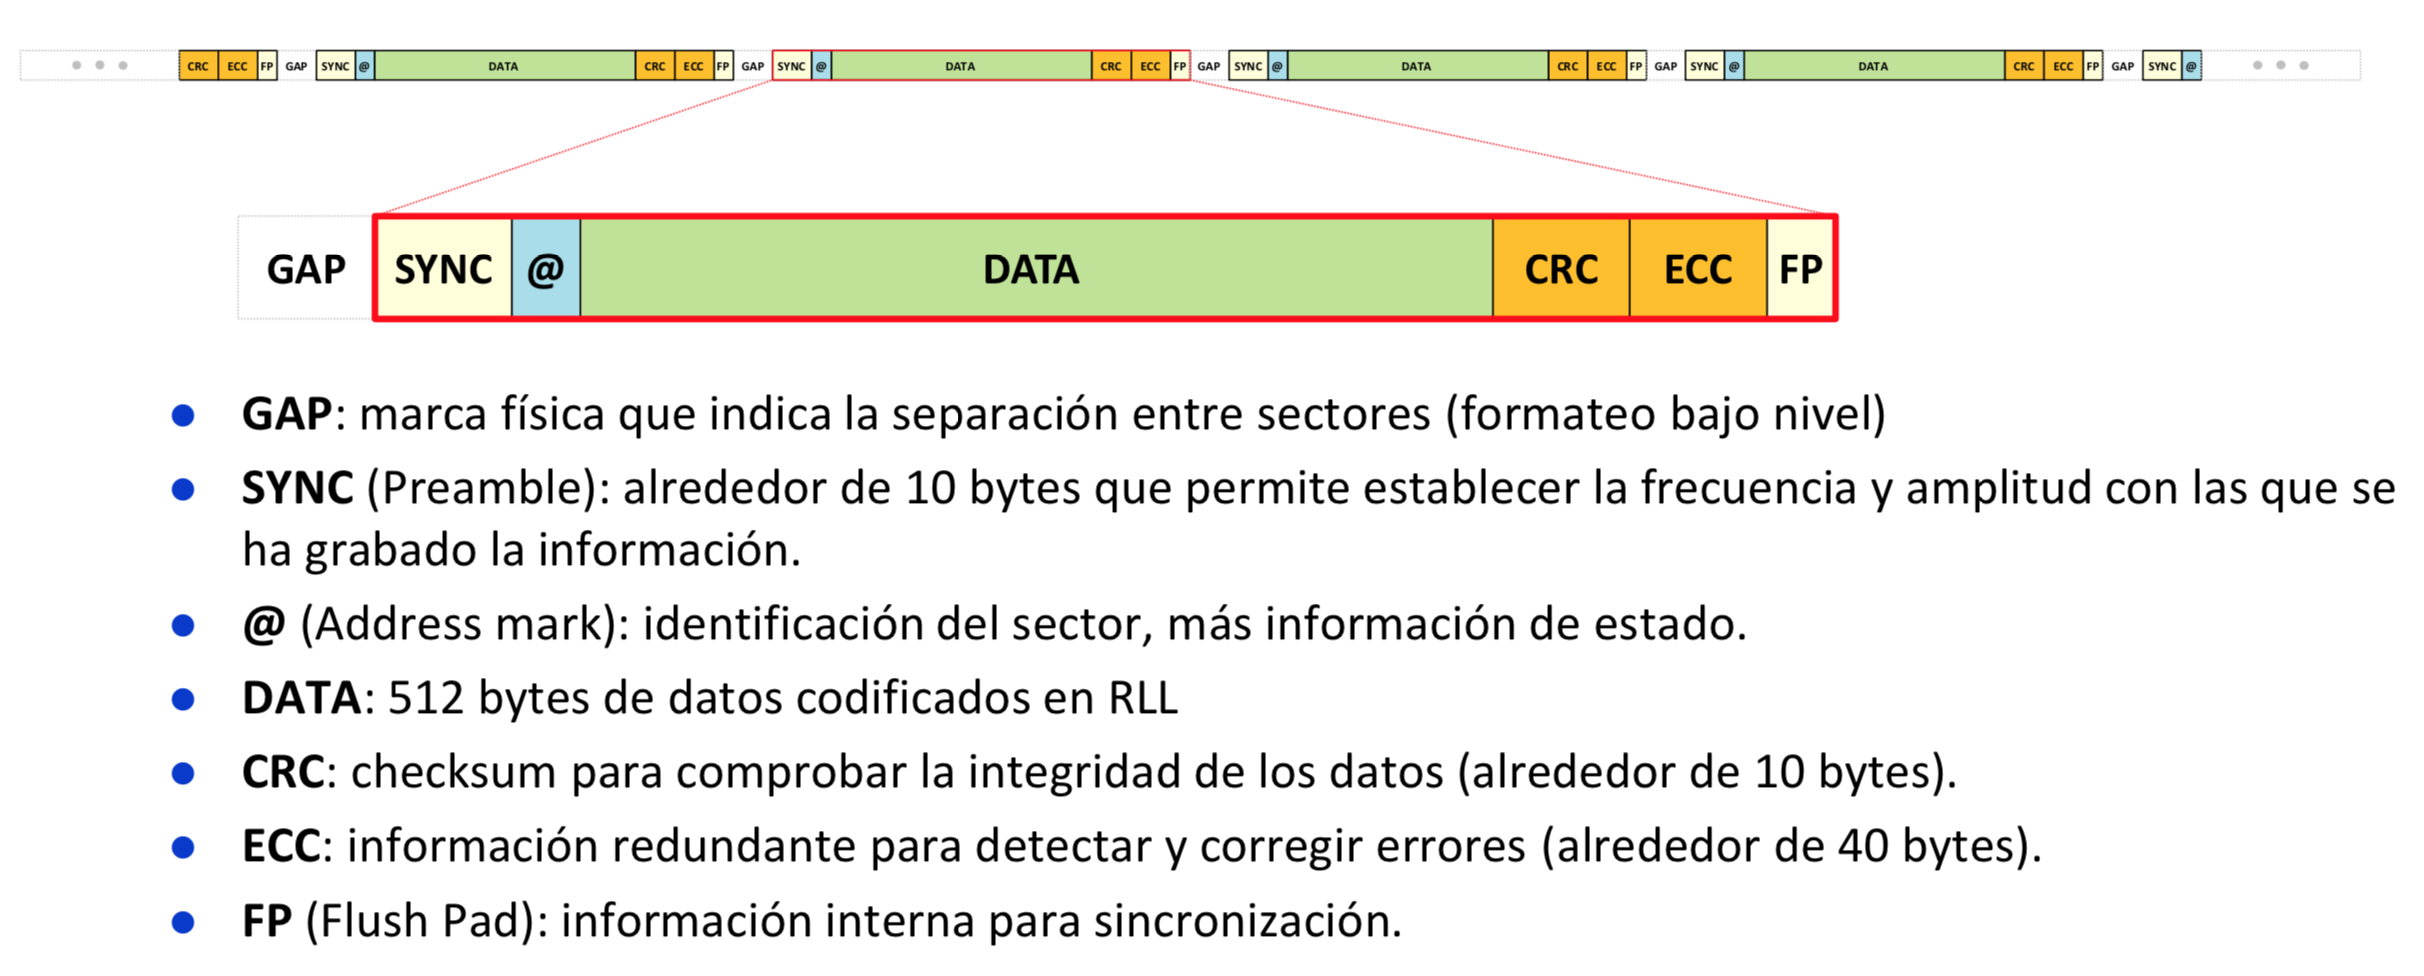 CRC ECC FP GAP SYNC @ DATA CRC ECC FP GAP SYNC @ DATA CRC ECC FP GAP SYNC @ DATA CRC ECC FP GAP SYNC @ DATA CRC ECC FP GAP SYNC @
GAP SYNC @ DATA CRC ECC FP
GAP: marca física que indica la separación entre sectores (formateo bajo nivel)
SYNC (Preamble): alrededor de 10 bytes que permite establecer la frecuencia y amplitud con las que se
ha grabado la información.
@ (Address mark): identificación del sector, más información de estado.
DATA: 512 bytes de datos codificados en RLL
CRC: checksum para comprobar la integridad de los datos (alrededor de 10 bytes).
ECC: información redundante para detectar y corregir errores (alrededor de 40 bytes).
FP (Flush Pad): información interna para sincronización.